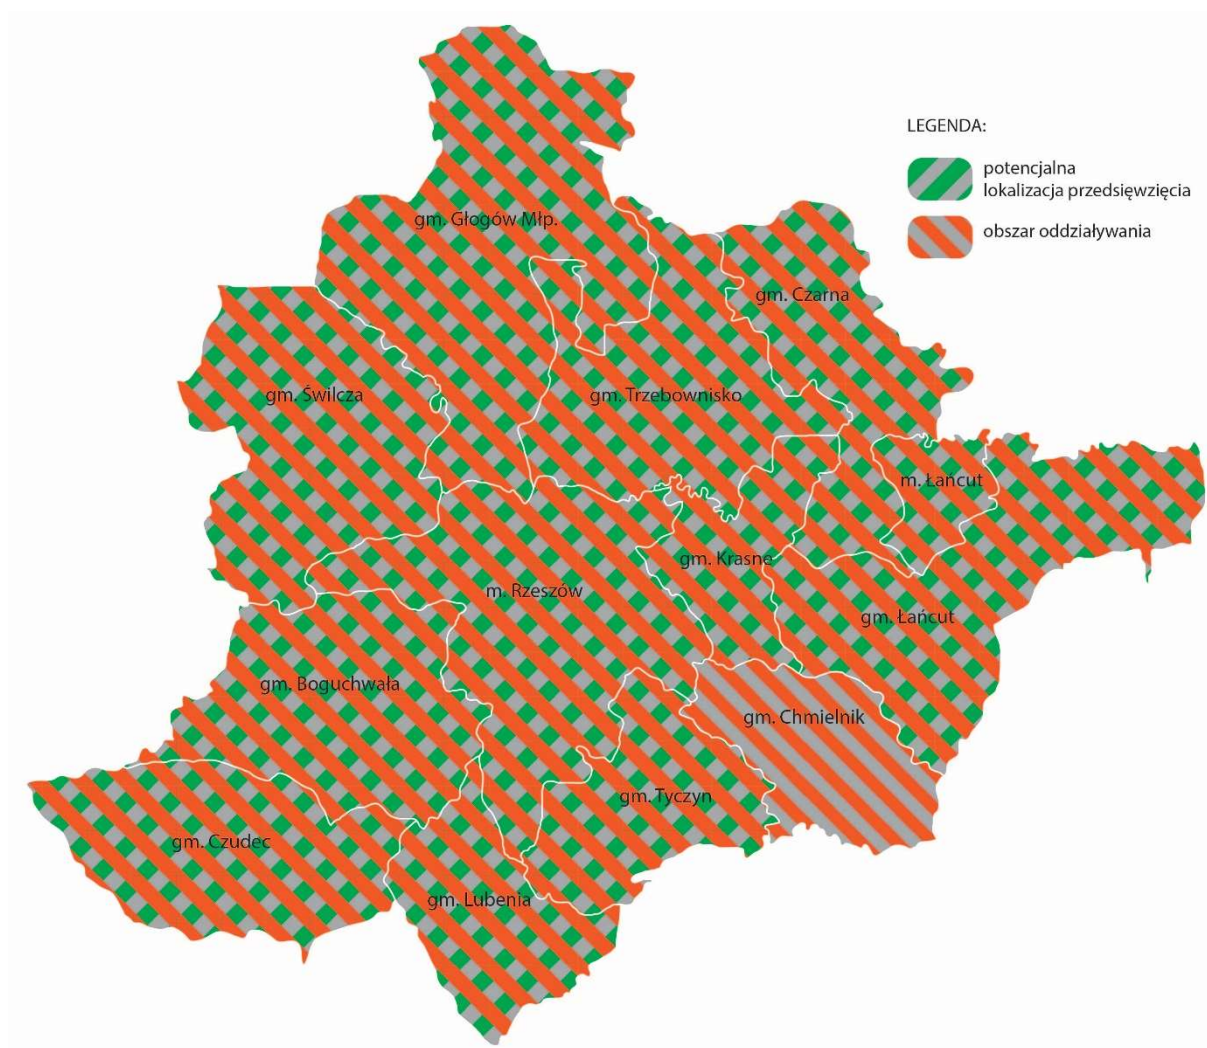 LEGENDA:
potencjalna
lokalizacja przedsięwzięcia
obszar oddziaływania
gm. Głogów Młp.
gm. Czarna
gm. Świlcza
gm. Trzebownisko
m. Łańcut
gm. Krasne
m. Rzeszów
gm. Łańcut
gm. Boguchwała
gm. Chmielnik
gm. Tyczyn
gm. Czudec
gm. Lubenia